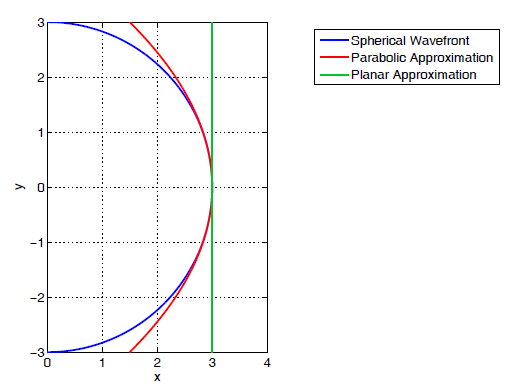 Spherical Wavefront
Parabolic Approximation
Planar Approximation
3
2
1
0
−1
−2
−3
y
0 1 2 3 4
x